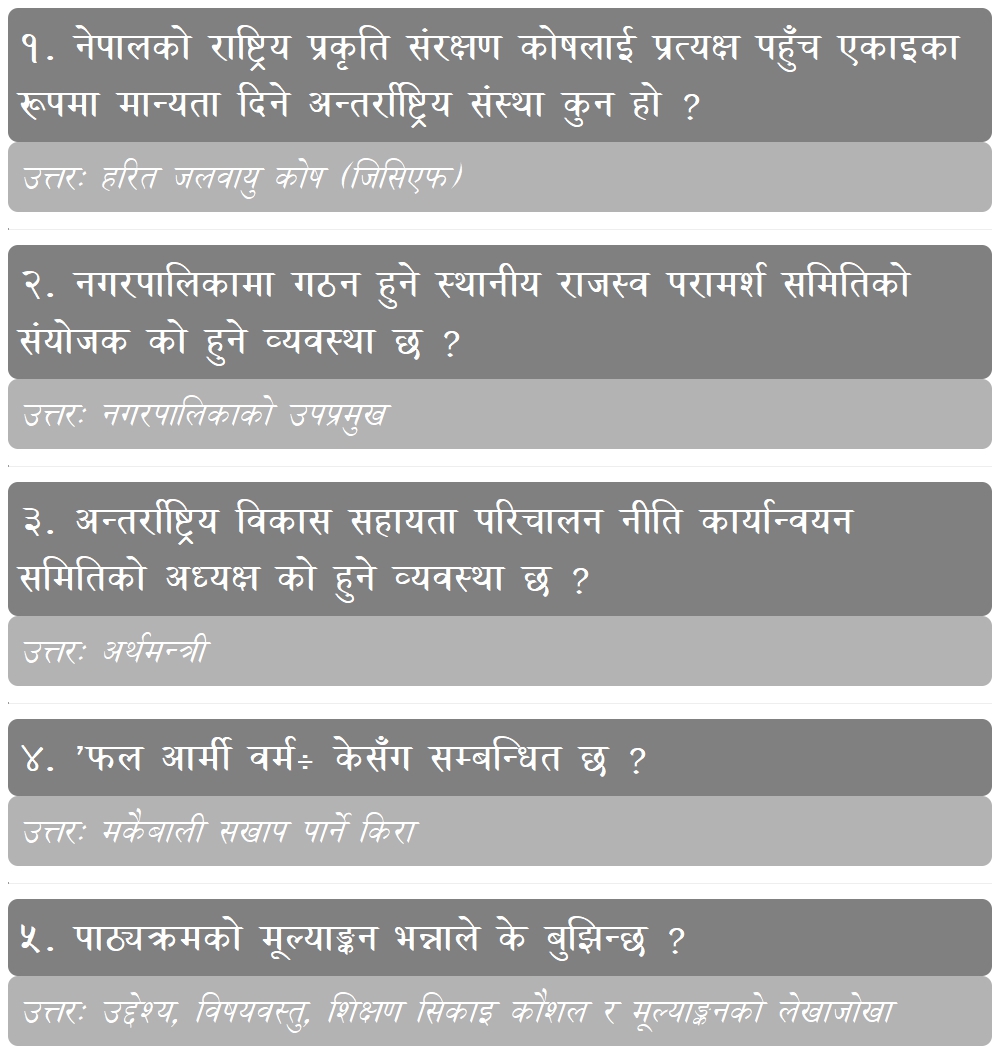 १. नेपालको राष्ट्रिय प्रकृति संरक्षण कोषलाई प्रत्यक्ष पहुँच एकाइका
रूपमा मान्यता दिने अन्तर्राष्ट्रिय संस्था कुन हो ?
उत्तरः हरित जलवायु कोष (जिसिएफ)
२. नगरपालिकामा गठन हुने स्थानीय राजस्व परामर्श समितिको
संयोजक को हुने व्यवस्था छ ?
उत्तरः नगरपालिकाको उपप्रमुख
३. अन्तर्राष्ट्रिय विकास सहायता परिचालन नीति कार्यान्वयन
समितिको अध्यक्ष को हुने व्यवस्था छ ?
उत्तरः अर्थमन्त्री
४. ’फल आर्मी वर्म÷ केसँग सम्बन्धित छ ?
उत्तरः मकैबाली सखाप पार्ने किरा
५. पाठ्यक्रमको मूल्याङ्कन भन्नाले के बुझिन्छ ?
उत्तरः उद्देश्य, विषयवस्तु, शिक्षण सिकाइ कौशल र मूल्याङ्कनको लेखाजोखा